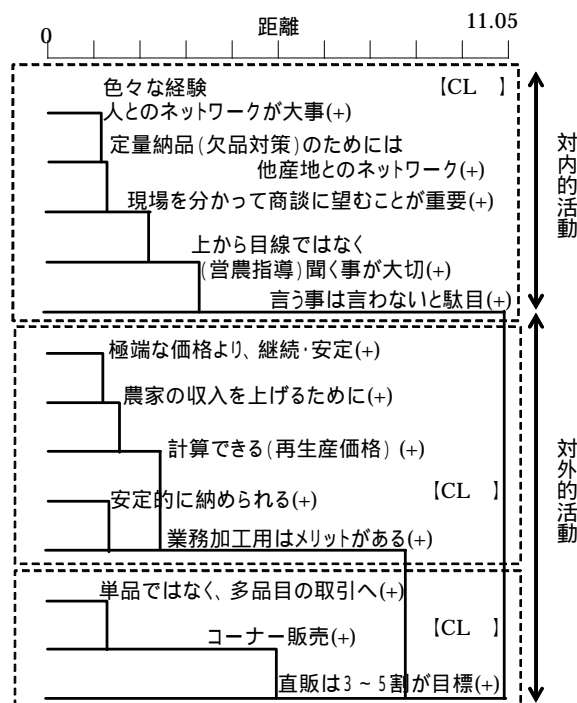 0 距離 11.05
色々な経験 【CL 】
人とのネットワークが大事(+)
定量納品(欠品対策)のためには
他産地とのネットワーク(+)
現場を分かって商談に望むことが重要(+)
上から目線ではなく
(営農指導)聞く事が大切(+)
言う事は言わないと駄目(+)
対内的活動
極端な価格より、継続・安定(+)
農家の収入を上げるために(+)
計算できる(再生産価格) (+)
安定的に納められる(+) 【CL 】
業務加工用はメリットがある(+)
対外的活動
単品ではなく、多品目の取引へ(+)
コーナー販売(+) 【CL 】
直販は3~5割が目標(+)